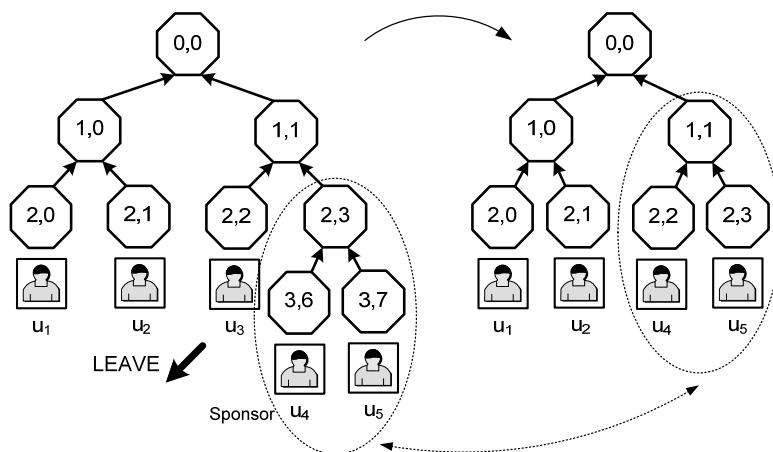 0,0
0,0
1,0
1,1
1,0
1,1
2,0
2,1
2,2
2,3
2,0
2,1
2,2
2,3
3,6
3,7
u1
u2
u3
u1
u2
u4
u5
LEAVE
Sponsor
u4
u5